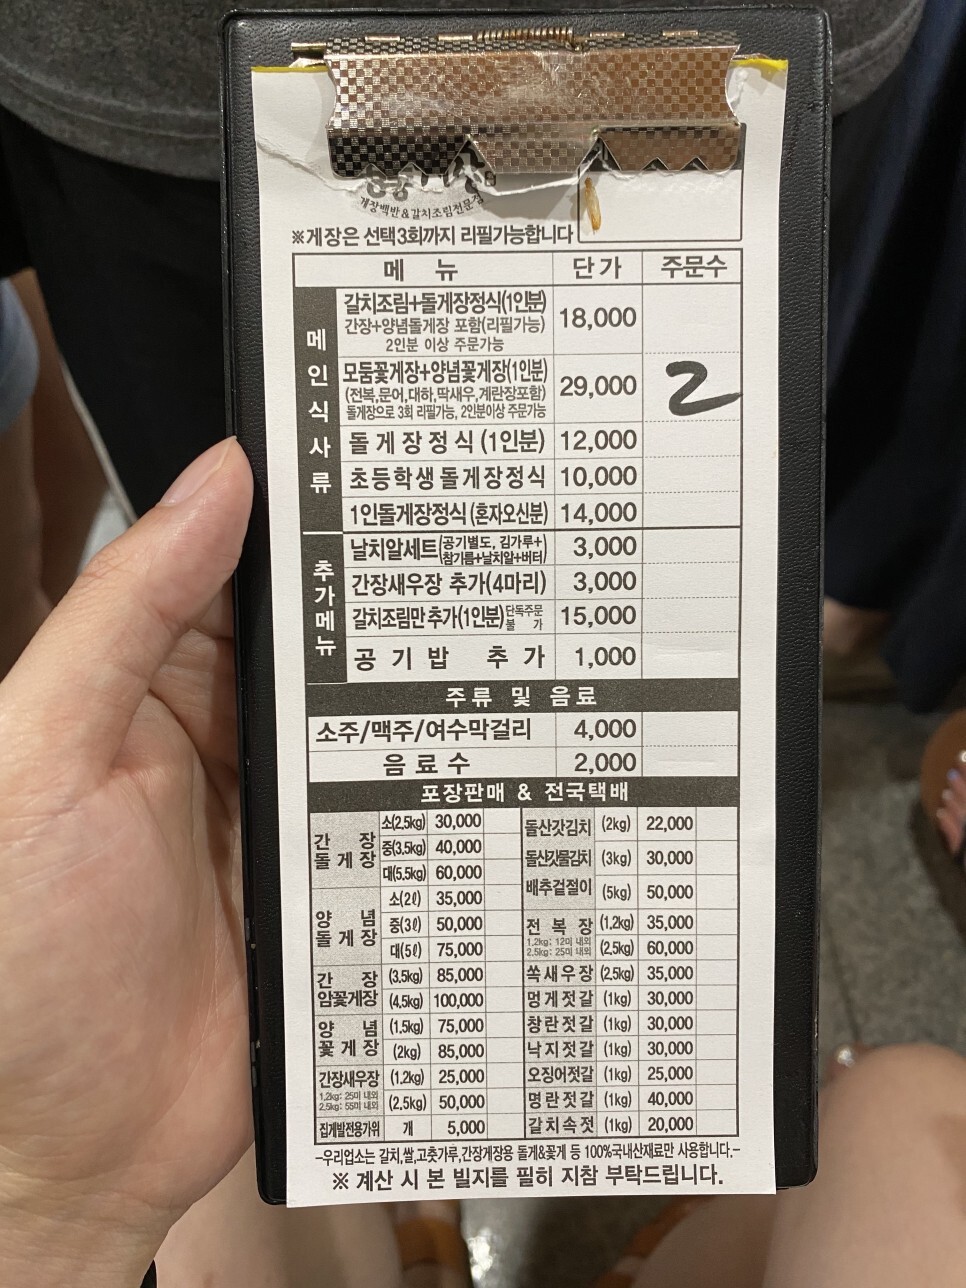 게장백반&갈치조림전문점
※게장은 선택3회까지 리필가능합니다
메 뉴 단가 주문수
메인식사류
갈치조림+돌게장정식(1인분) 18,000
간장+양념돌게장 포함(리필가능)
2인분 이상 주문가능
모둠꽃게장+양념꽃게장(1인분) 29,000 2
(전복,문어,대하,딱새우,계란장포함)
돌게장으로 3회 리필가능, 2인분이상 주문가능
돌게장정식(1인분) 12,000
초등학생돌게장정식 10,000
1인돌게장정식(혼자오신분) 14,000
추가메뉴
날치알세트(공기별도, 김가루+ 3,000
참기름+날치알+버터)
간장새우장 추가(4마리) 3,000
갈치조림만 추가(1인분) 단독주문 15,000
불 가
공기밥 추가 1,000
주류 및 음료
소주/맥주/여수막걸리 4,000
음료수 2,000
포장판매 & 전국택배
간 장
돌게장
소(2.5kg) 30,000
중(3.5kg) 40,000
대(5.5kg) 60,000
양 념
돌게장
소(2ℓ) 35,000
중(3ℓ) 50,000
대(5ℓ) 75,000
간 장
암꽃게장
(3.5kg) 85,000
(4.5kg) 100,000
양 념
꽃게장
(1.5kg) 75,000
(2kg) 85,000
간장새우장
1.2kg: 25미 내외
2.5kg: 55미 내외
(1.2kg) 25,000
(2.5kg) 50,000
집게발전용가위 개 5,000
돌산갓김치 (2kg) 22,000
돌산갓물김치 (3kg) 30,000
배추겉절이 (5kg) 50,000
전복장
1.2kg: 12미 내외
2.5kg: 25미 내외
(1.2kg) 35,000
(2.5kg) 60,000
쏙새우장 (2.5kg) 35,000
멍게젓갈 (1kg) 30,000
창란젓갈 (1kg) 30,000
낙지젓갈 (1kg) 30,000
오징어젓갈 (1kg) 25,000
명란젓갈 (1kg) 40,000
갈치속젓 (1kg) 20,000
-우리업소는 갈치,쌀,고춧가루,간장게장용 돌게&꽃게 등 100%국내산재료만 사용합니다.-
※ 계산 시 본 빌지를 필히 지참 부탁드립니다.